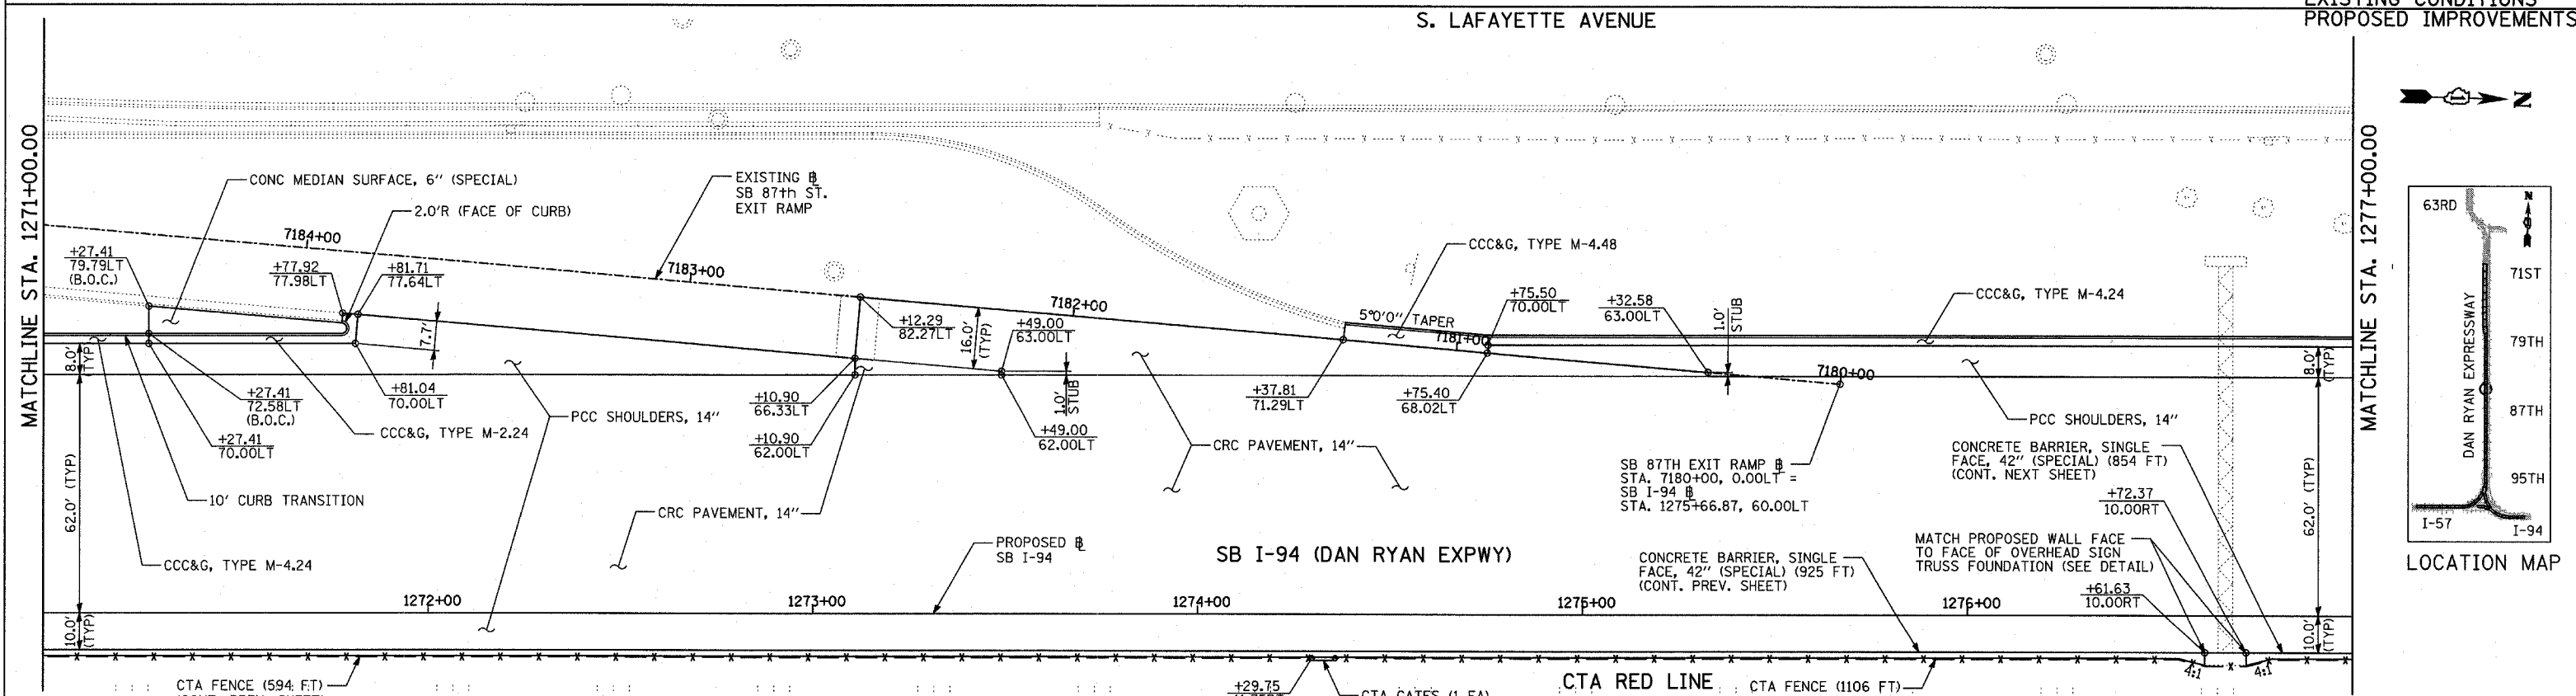 S. LAFAYETTE AVENUE
EXISTING CONDITIONS
PROPOSED IMPROVEMENTS
MATCHLINE STA. 1271+00.00
CONC MEDIAN SURFACE, 6" (SPECIAL)
2.0'R (FACE OF CURB)
EXISTING B
SB 87th ST.
EXIT RAMP
7184+00
7183+00
7182+00
7181+00
7180+00
+27.41
79.79LT
(B.O.C.)
+77.92
77.98LT
+81.71
77.64LT
7.7'
+12.29
82.27LT
16.0'
(TYP)
+49.00
63.00LT
CCC&G, TYPE M-4.48
5°0'0" TAPER
+75.50
70.00LT
+32.58
63.00LT
1.0'
STUB
CCC&G, TYPE M-4.24
8.0'
(TYP)
+27.41
72.58LT
(B.O.C.)
+27.41
70.00LT
+81.04
70.00LT
CCC&G, TYPE M-2.24
PCC SHOULDERS, 14"
+10.90
66.33LT
+10.90
62.00LT
1.0'
STUB
+49.00
62.00LT
+37.81
71.29LT
+75.40
68.02LT
CRC PAVEMENT, 14"
PCC SHOULDERS, 14"
8.0'
(TYP)
SB 87TH EXIT RAMP B
STA. 7180+00, 0.00LT =
SB I-94 B
STA. 1275+66.87, 60.00LT
CONCRETE BARRIER, SINGLE
FACE, 42" (SPECIAL) (854 FT)
(CONT. NEXT SHEET)
+72.37
10.00RT
62.0' (TYP)
10' CURB TRANSITION
CRC PAVEMENT, 14"
CCC&G, TYPE M-4.24
PROPOSED B
SB I-94
SB I-94 (DAN RYAN EXPWY)
CONCRETE BARRIER, SINGLE
FACE, 42" (SPECIAL) (925 FT)
(CONT. PREV. SHEET)
MATCH PROPOSED WALL FACE
TO FACE OF OVERHEAD SIGN
TRUSS FOUNDATION (SEE DETAIL)
+61.63
10.00RT
62.0' (TYP)
1272+00
1273+00
1274+00
1275+00
1276+00
10.0'
(TYP)
10.0'
(TYP)
4:1
4:1
CTA FENCE (594 FT)
+29.75
CTA GATES (1 EA)
CTA RED LINE
CTA FENCE (1106 FT)
MATCHLINE STA. 1277+00.00
N
63RD
N
71ST
79TH
87TH
95TH
DAN RYAN EXPRESSWAY
I-57
I-94
LOCATION MAP